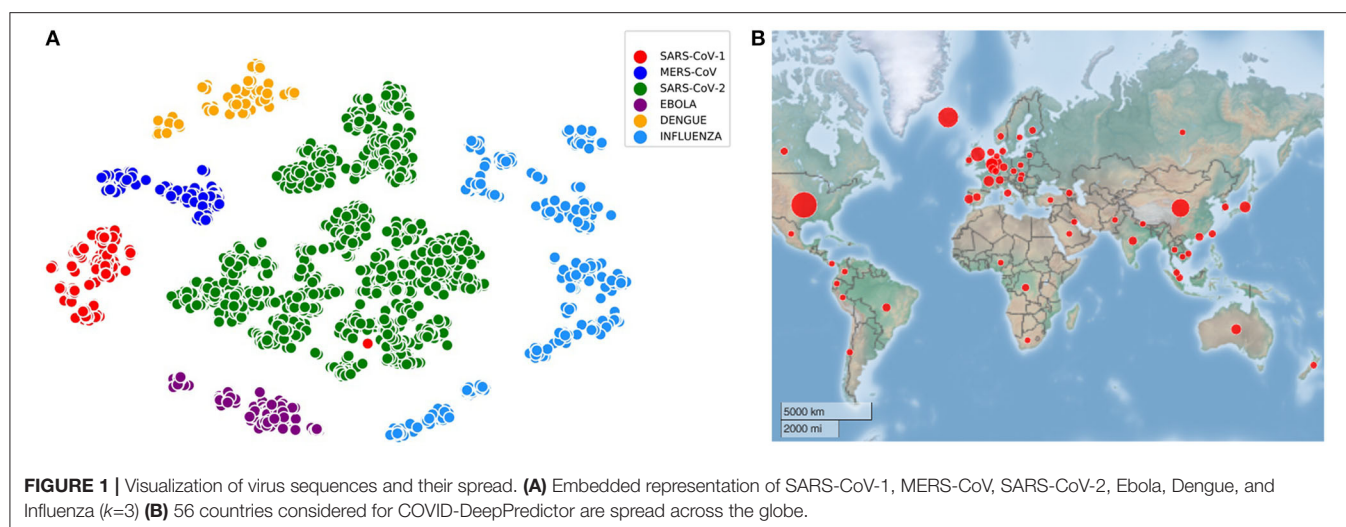 A
SARS-CoV-1
MERS-CoV
SARS-CoV-2
EBOLA
DENGUE
INFLUENZA
B
5000 km
2000 mi
FIGURE 1 | Visualization of virus sequences and their spread. (A) Embedded representation of SARS-CoV-1, MERS-CoV, SARS-CoV-2, Ebola, Dengue, and
Influenza (k=3) (B) 56 countries considered for COVID-DeepPredictor are spread across the globe.